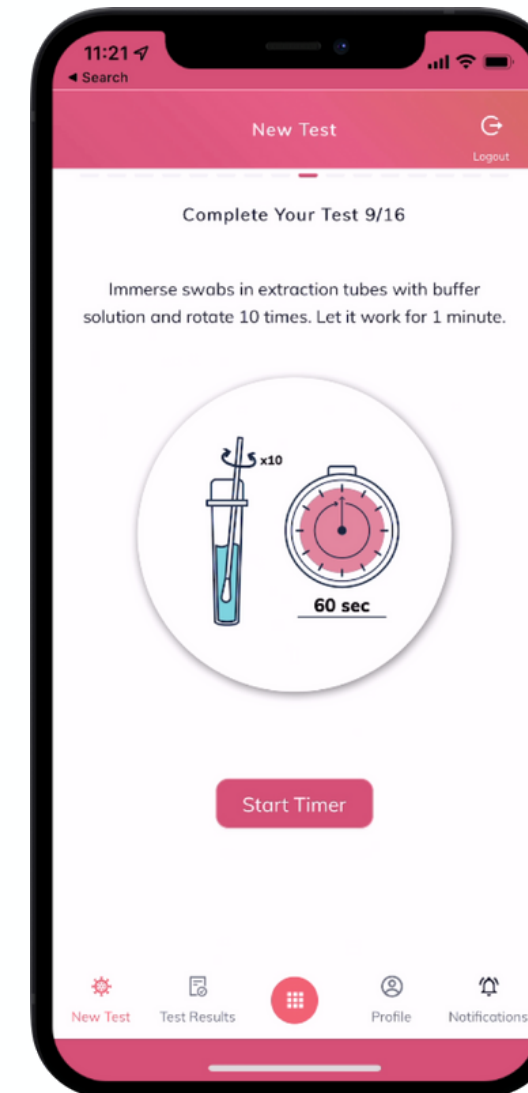 11:21
◀ Search
New Test
Logout
Complete Your Test 9/16
Immerse swabs in extraction tubes with buffer
solution and rotate 10 times. Let it work for 1 minute.
x10
60 sec
Start Timer
New Test
Test Results
Profile
Notifications